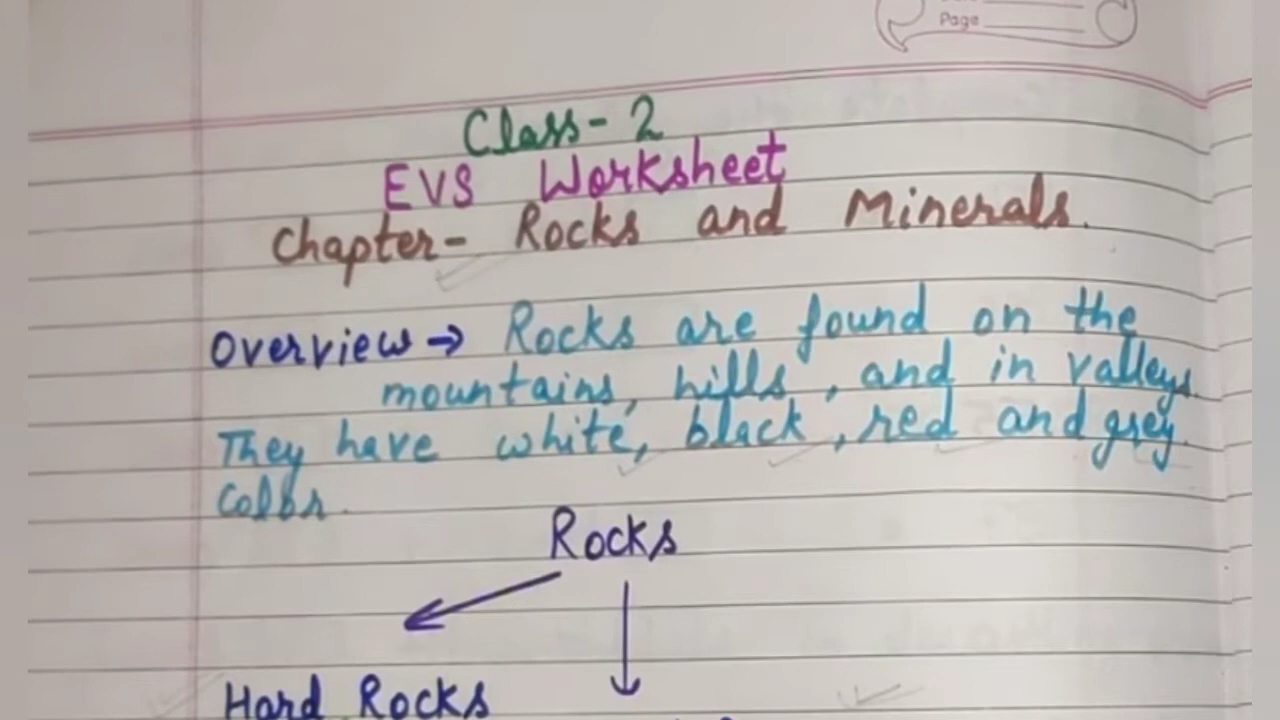 Page
Class- 2
EVS Worksheet
Chapter- Rocks and Minerals.
Overview → Rocks are found on the
mountains, hills, and in valleys.
They have white, black, red and grey
color.
Rocks
Hard Rocks